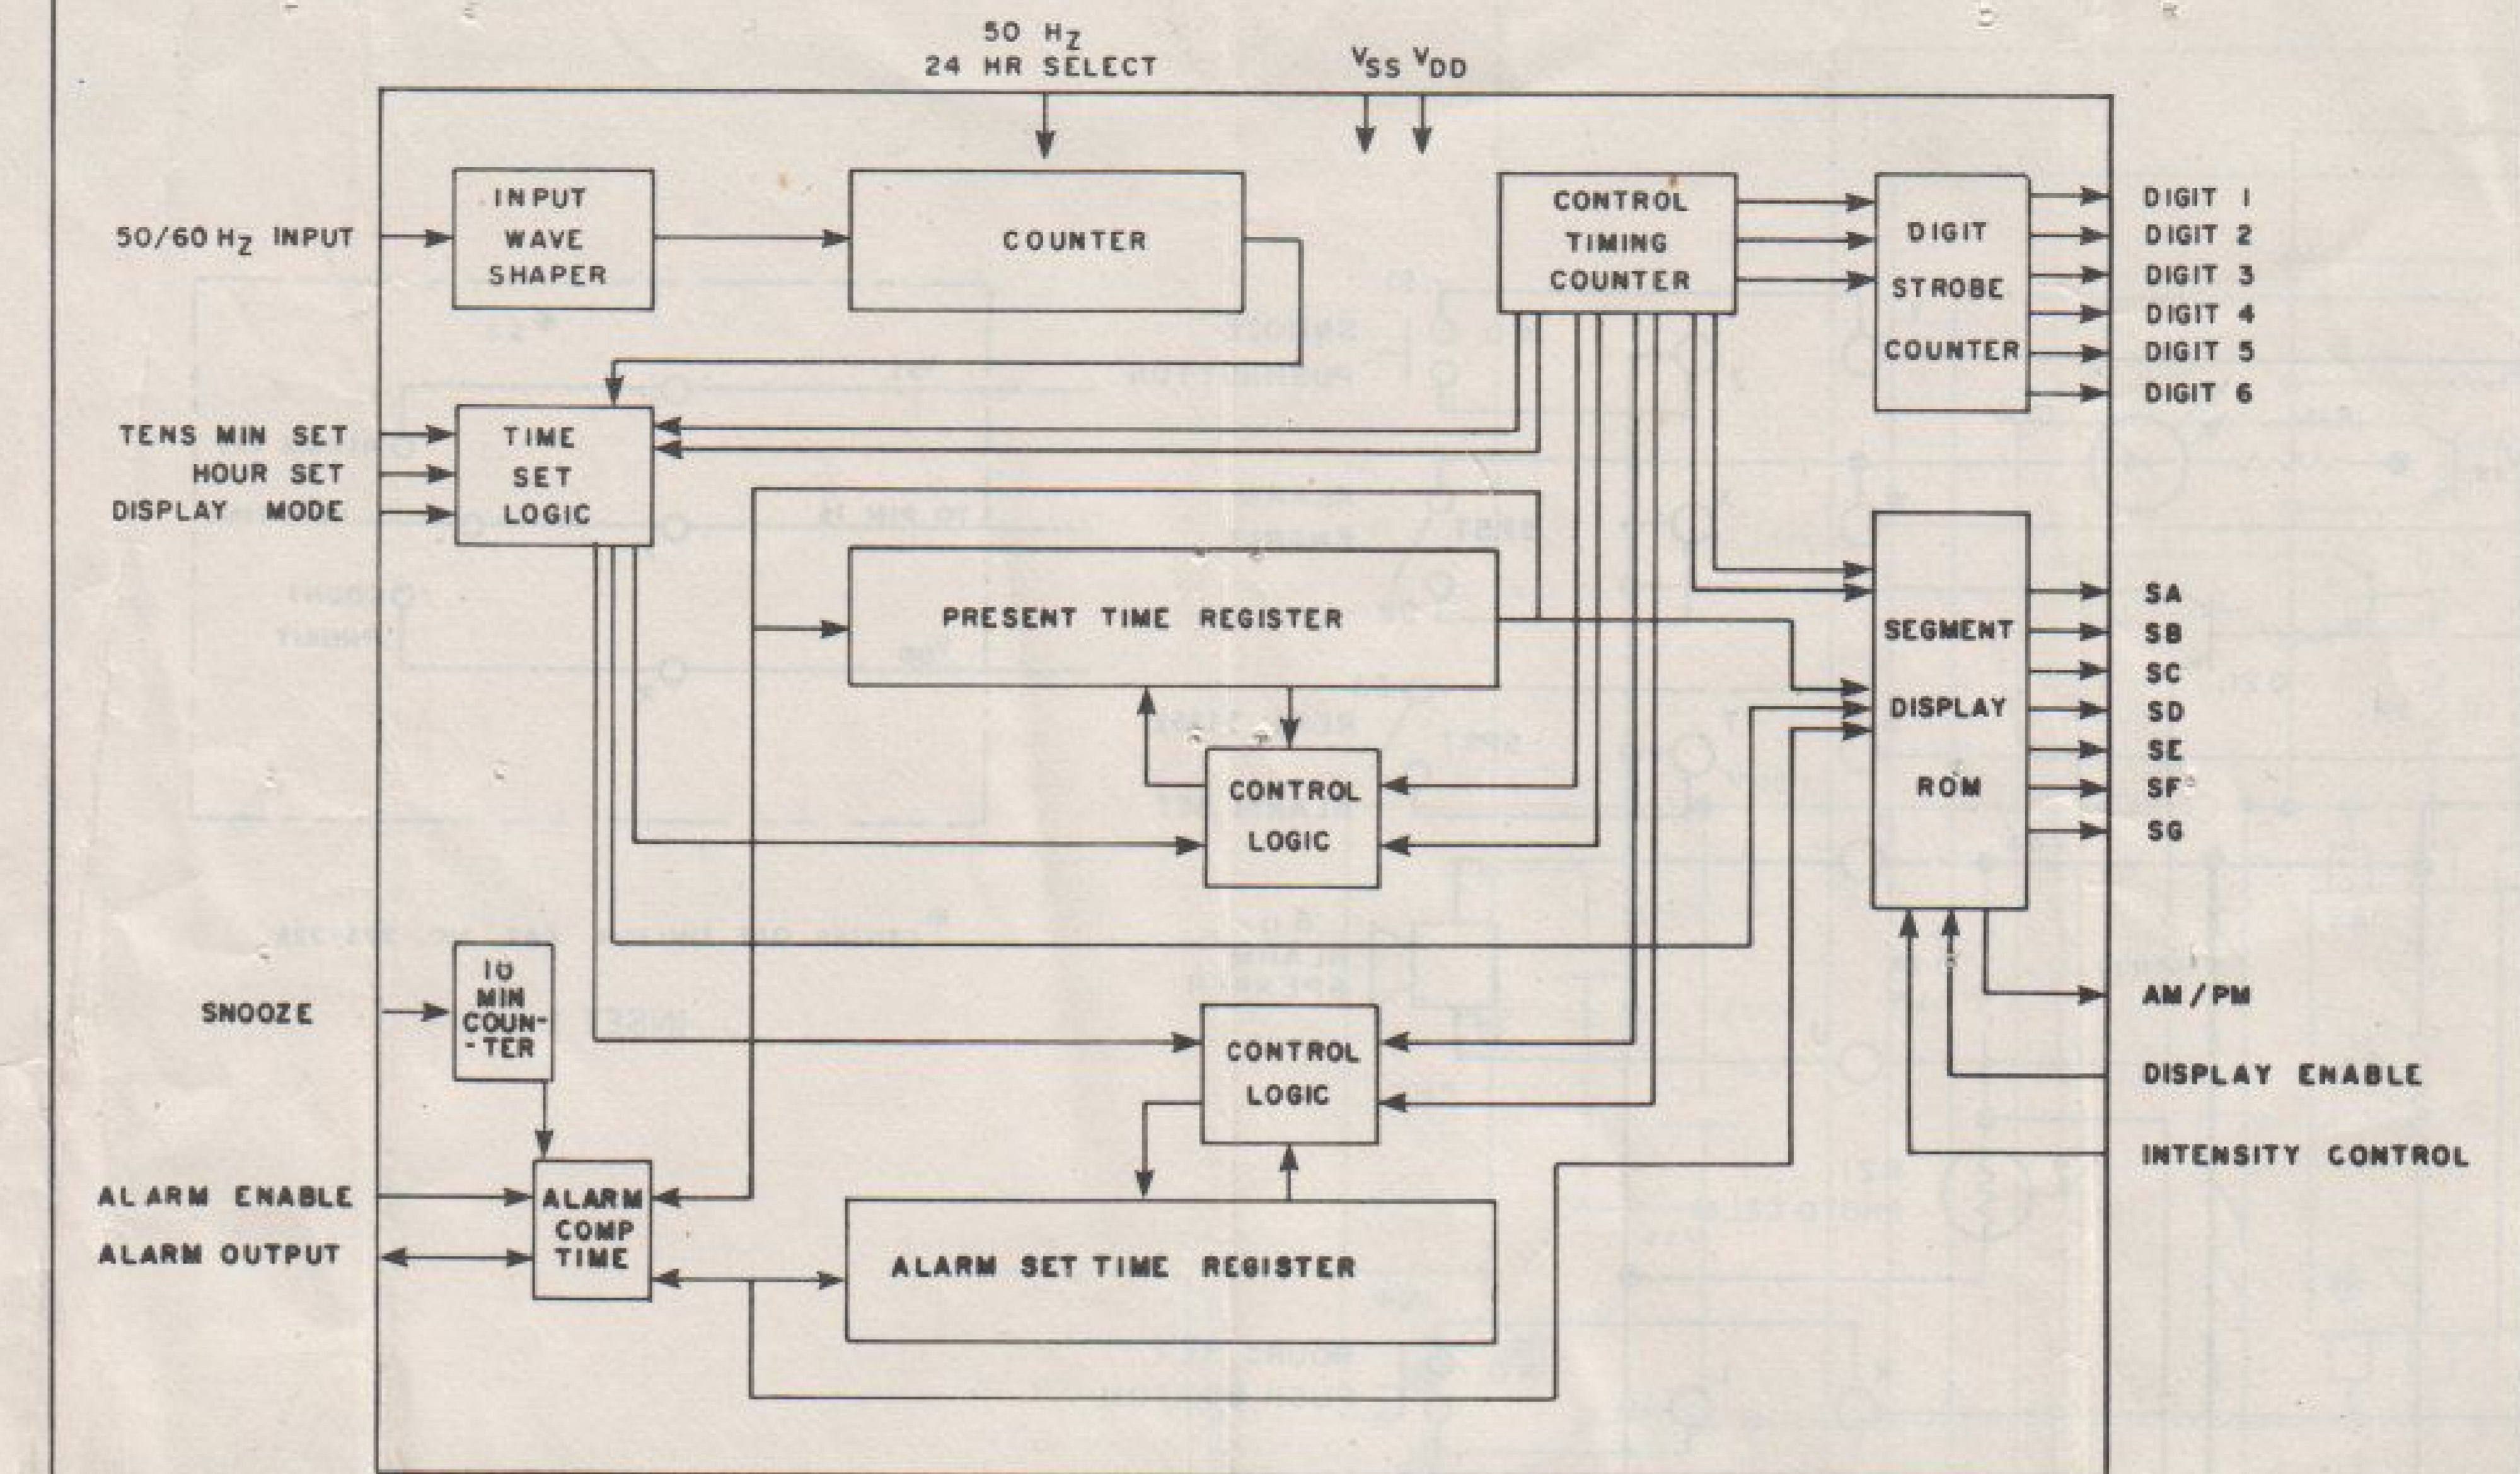 50 HZ
24 HR SELECT
VSS VDD
50/60 HZ INPUT
INPUT
WAVE
SHAPER
COUNTER
CONTROL
TIMING
COUNTER
DIGIT
STROBE
COUNTER
DIGIT 1
DIGIT 2
DIGIT 3
DIGIT 4
DIGIT 5
DIGIT 6
TENS MIN SET
HOUR SET
DISPLAY MODE
TIME
SET
LOGIC
PRESENT TIME REGISTER
CONTROL
LOGIC
SEGMENT
DISPLAY
ROM
SA
SB
SC
SD
SE
SF
SG
SNOOZE
10
MIN
COUN-
-TER
CONTROL
LOGIC
AM/PM
DISPLAY ENABLE
INTENSITY CONTROL
ALARM ENABLE
ALARM OUTPUT
ALARM
COMP
TIME
ALARM SET TIME REGISTER